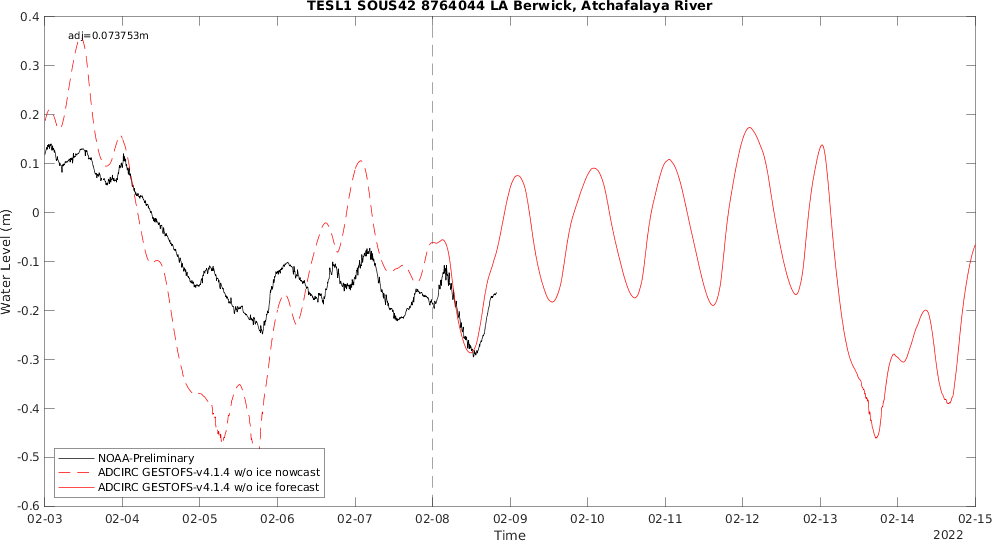 TESL1 SOUS42 8764044 LA Berwick, Atchafalaya River
adj=0.073753m
0.4
0.3
0.2
0.1
0
-0.1
-0.2
-0.3
-0.4
-0.5
-0.6
Water Level (m)
NOAA-Preliminary
ADCIRC GESTOFS-v4.1.4 w/o ice nowcast
ADCIRC GESTOFS-v4.1.4 w/o ice forecast
02-03 02-04 02-05 02-06 02-07 02-08 02-09 02-10 02-11 02-12 02-13 02-14 02-15
Time
2022